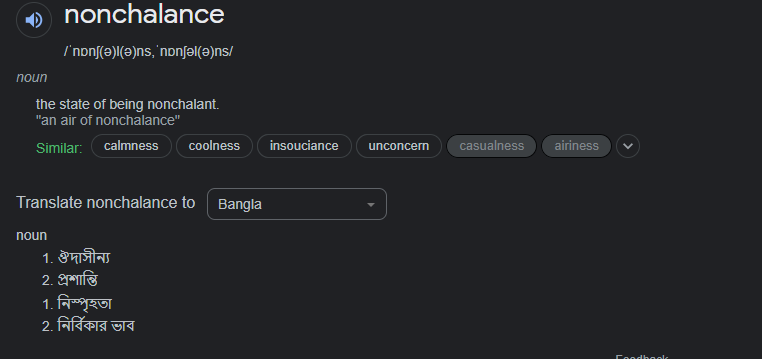 nonchalance
/ˈnɒnʃ(ə)l(ə)ns,ˈnɒnʃəl(ə)ns/
noun
the state of being nonchalant.
"an air of nonchalance"
Similar: calmness coolness insouciance unconcern casualness airiness
Translate nonchalance to Bangla
noun
1. ঔদাসীন্য
2. প্রশান্তি
1. নিস্পৃহতা
2. নির্বিকার ভাব
Feedback